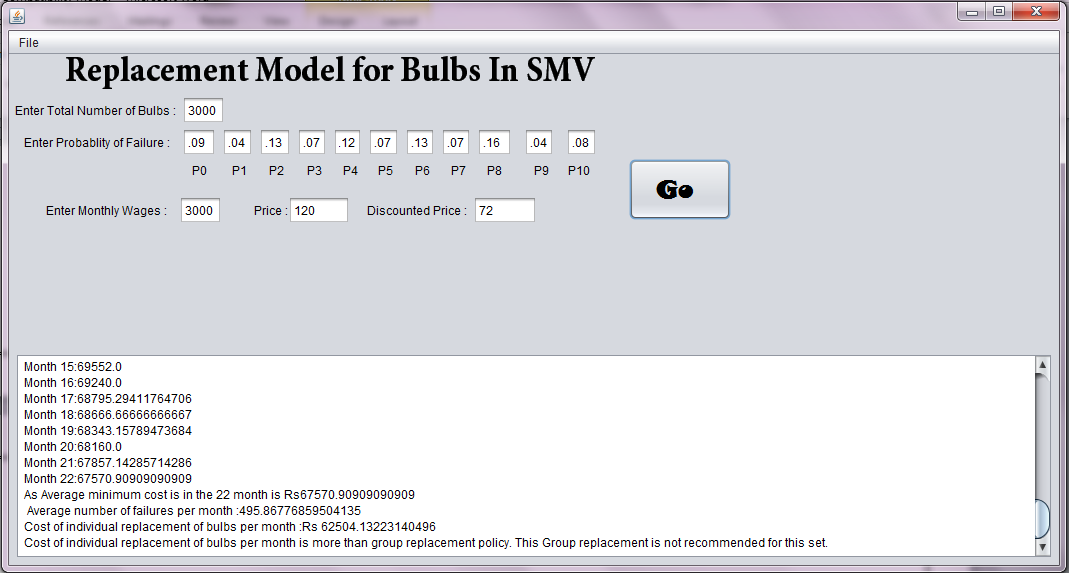 File
Replacement Model for Bulbs In SMV
Enter Total Number of Bulbs : 3000
Enter Probablity of Failure : .09 .04 .13 .07 .12 .07 .13 .07 .16 .04 .08
P0 P1 P2 P3 P4 P5 P6 P7 P8 P9 P10
Go
Enter Monthly Wages : 3000 Price : 120 Discounted Price : 72
Month 15:69552.0
Month 16:69240.0
Month 17:68795.29411764706
Month 18:68666.66666666667
Month 19:68343.15789473684
Month 20:68160.0
Month 21:67857.14285714286
Month 22:67570.90909090909
As Average minimum cost is in the 22 month is Rs67570.90909090909
Average number of failures per month :495.86776859504135
Cost of individual replacement of bulbs per month :Rs 62504.13223140496
Cost of individual replacement of bulbs per month is more than group replacement policy. This Group replacement is not recommended for this set.